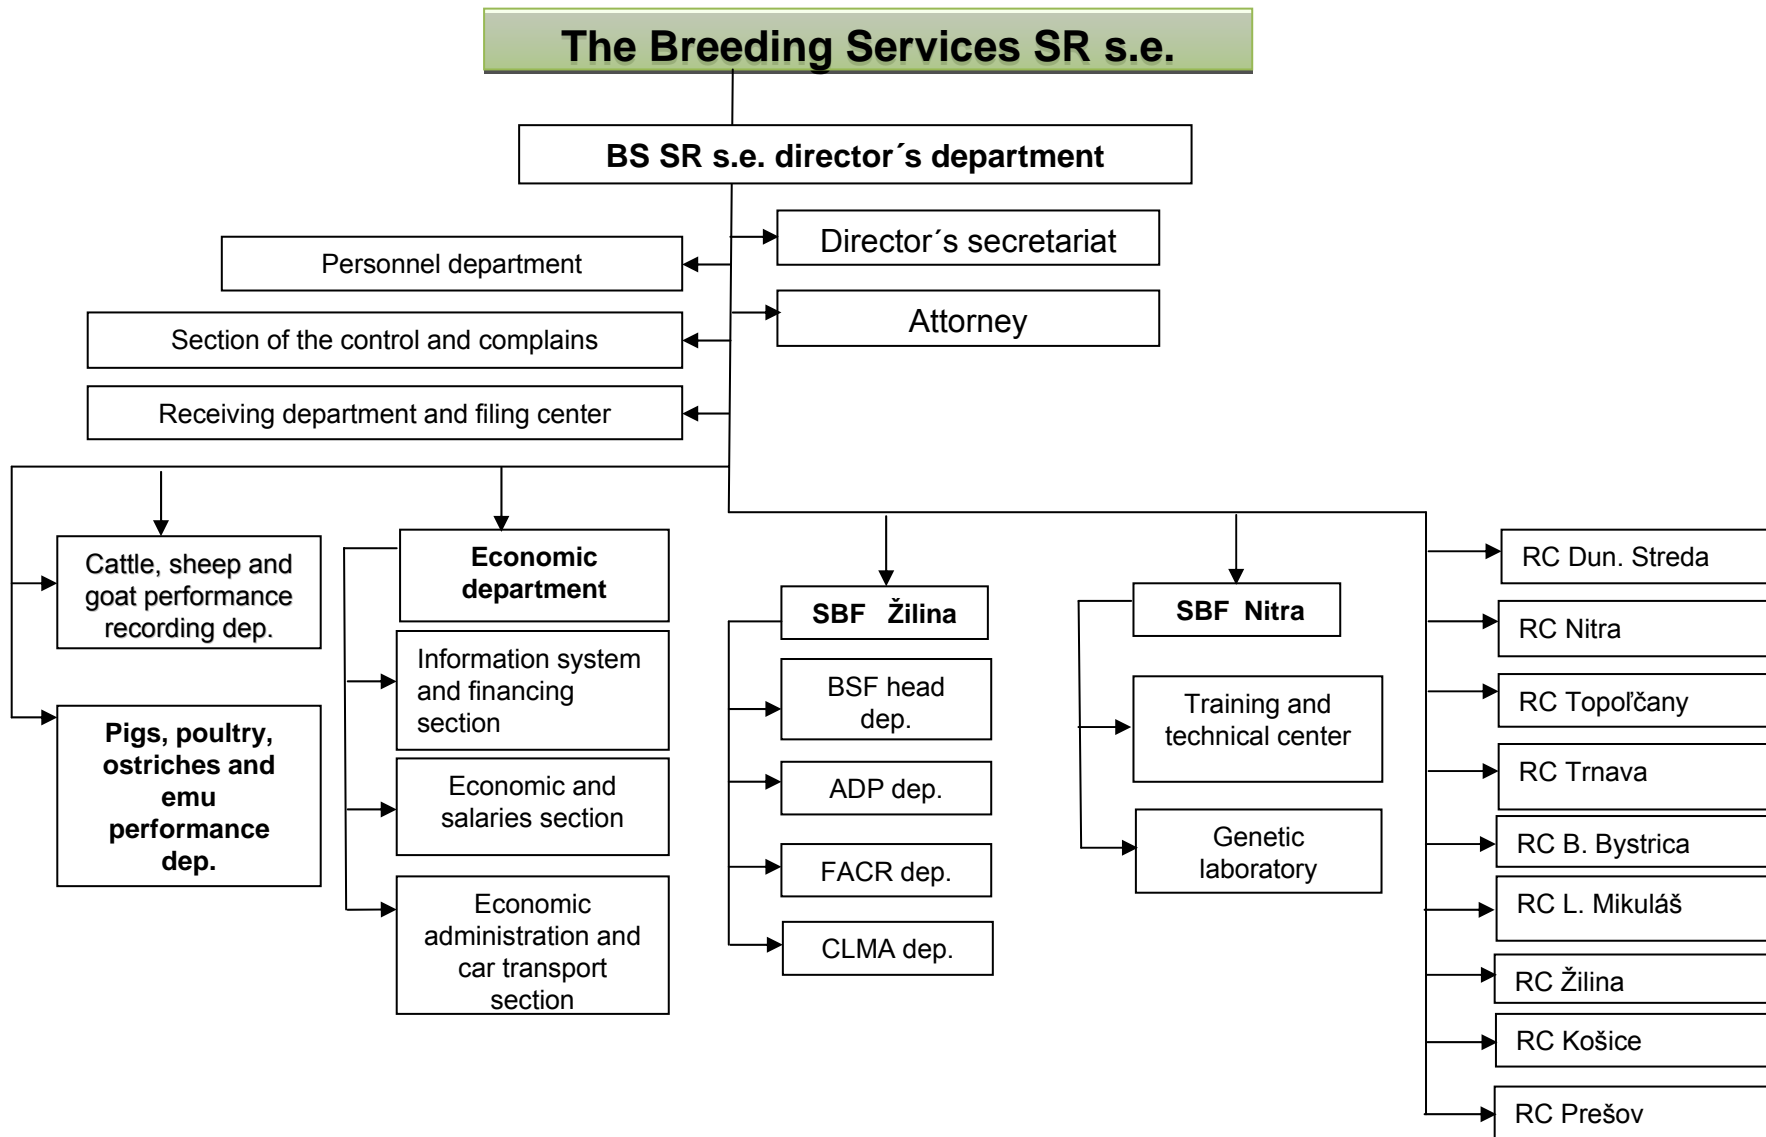 The Breeding Services SR s.e.
BS SR s.e. director´s department
Director´s secretariat
Personnel department
Attorney
Section of the control and complains
Receiving department and filing center
Cattle, sheep and
goat performance
recording dep.
Pigs, poultry,
ostriches and
emu
performance
dep.
Economic
department
Information system
and financing
section
Economic and
salaries section
Economic
administration and
car transport
section
SBF Žilina
BSF head
dep.
ADP dep.
FACR dep.
CLMA dep.
SBF Nitra
Training and
technical center
Genetic
laboratory
RC Dun. Streda
RC Nitra
RC Topoľčany
RC Trnava
RC B. Bystrica
RC L. Mikuláš
RC Žilina
RC Košice
RC Prešov